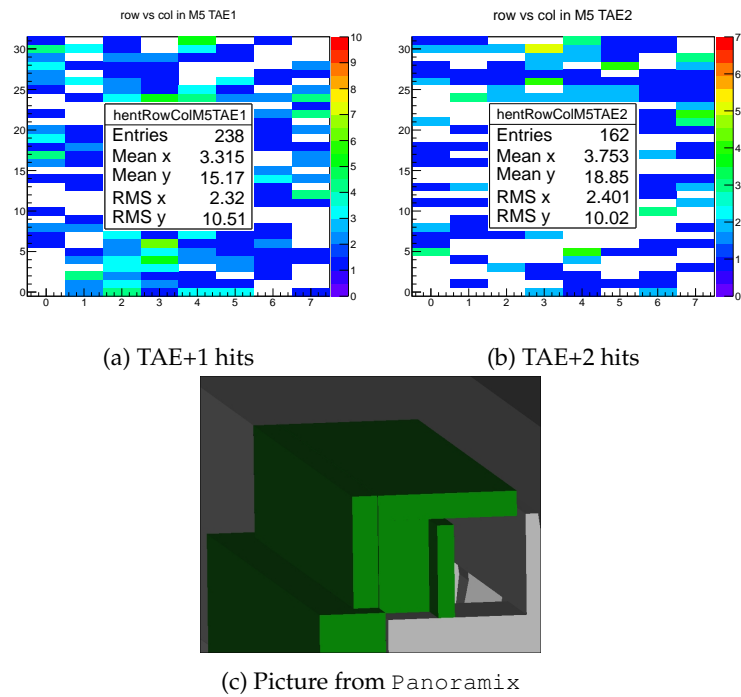 row vs col in M5 TAE1
30
25
20
15
10
5
0
0 1 2 3 4 5 6 7
10
9
8
7
6
5
4
3
2
1
0
hentRowColM5TAE1
Entries 238
Mean x 3.315
Mean y 15.17
RMS x 2.32
RMS y 10.51
row vs col in M5 TAE2
30
25
20
15
10
5
0
0 1 2 3 4 5 6 7
7
6
5
4
3
2
1
0
hentRowColM5TAE2
Entries 162
Mean x 3.753
Mean y 18.85
RMS x 2.401
RMS y 10.02
(a) TAE+1 hits
(b) TAE+2 hits
(c) Picture from Panoramix